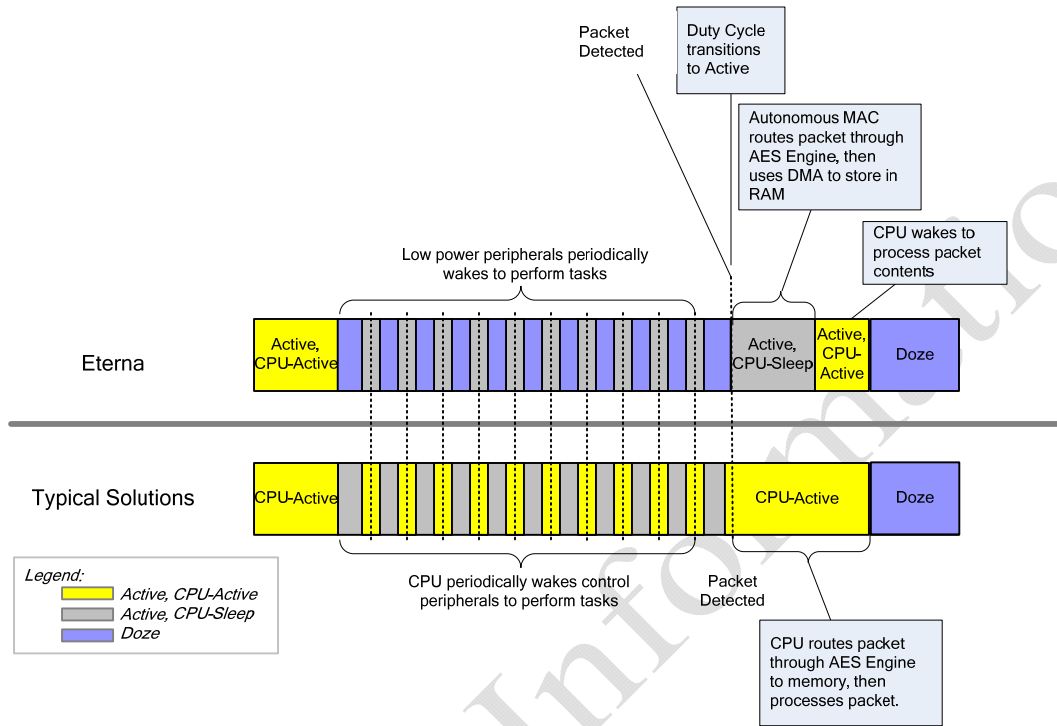 Packet
Detected
Duty Cycle
transitions
to Active
Autonomous MAC
routes packet through
AES Engine, then
uses DMA to store in
RAM
CPU wakes to
process packet
contents
Low power peripherals periodically
wakes to perform tasks
Eterna
Active,
CPU-Active
Active,
CPU-Sleep
Active,
CPU-
Active
Doze
Typical Solutions
CPU-Active
CPU-Active
Doze
CPU periodically wakes control
peripherals to perform tasks
Packet
Detected
CPU routes packet
through AES Engine
to memory, then
processes packet.
Legend:
Active, CPU-Active
Active, CPU-Sleep
Doze
Informatio